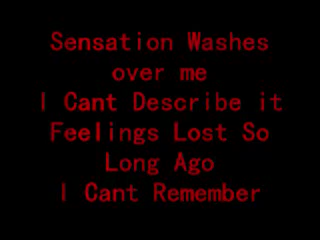 Sensation Washes
over me
I Cant Describe it
Feelings Lost So
Long Ago
I Cant Remember